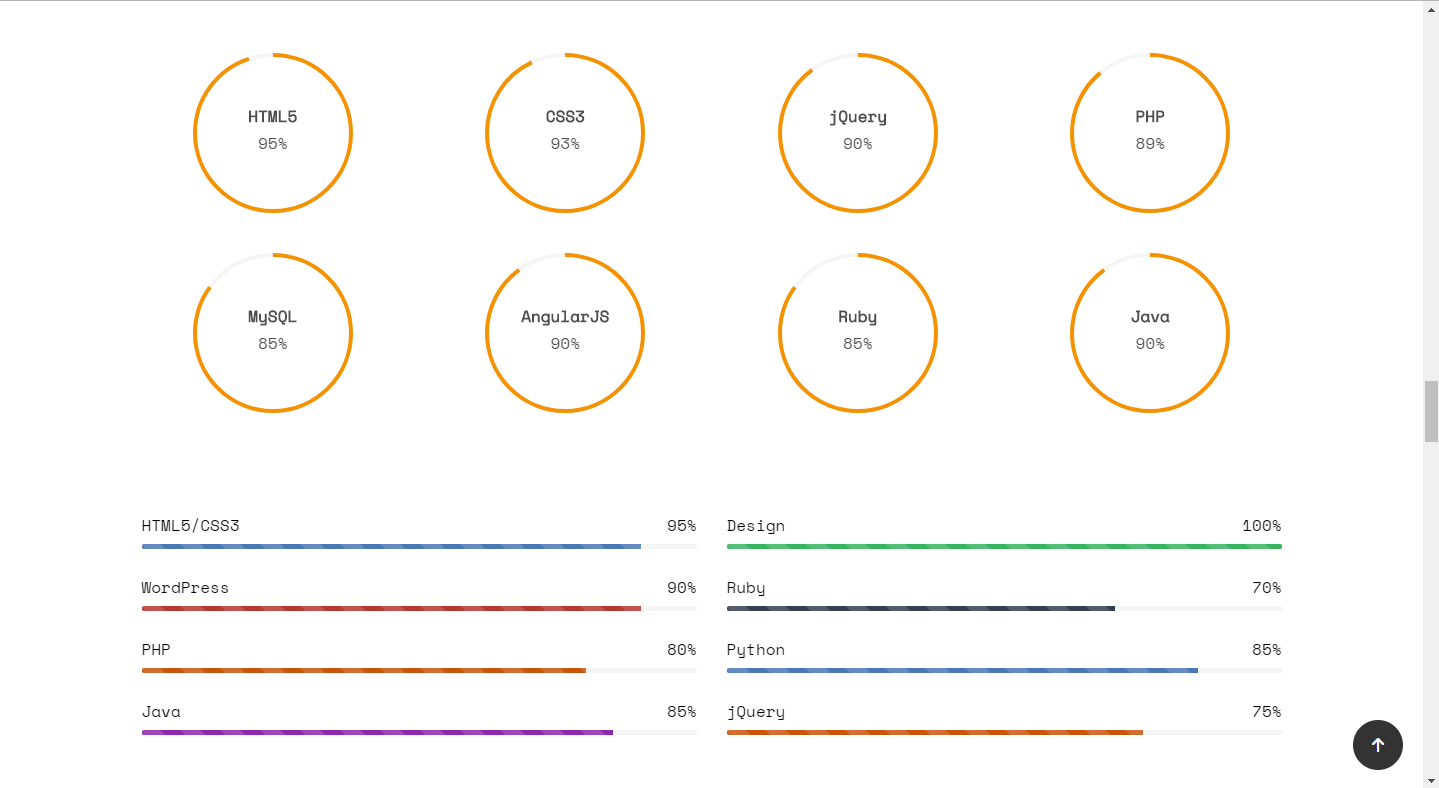 HTML5
95%
CSS3
93%
jQuery
90%
PHP
89%
MySQL
85%
AngularJS
90%
Ruby
85%
Java
90%
HTML5/CSS3 95%
WordPress 90%
PHP 80%
Java 85%
Design 100%
Ruby 70%
Python 85%
jQuery 75%